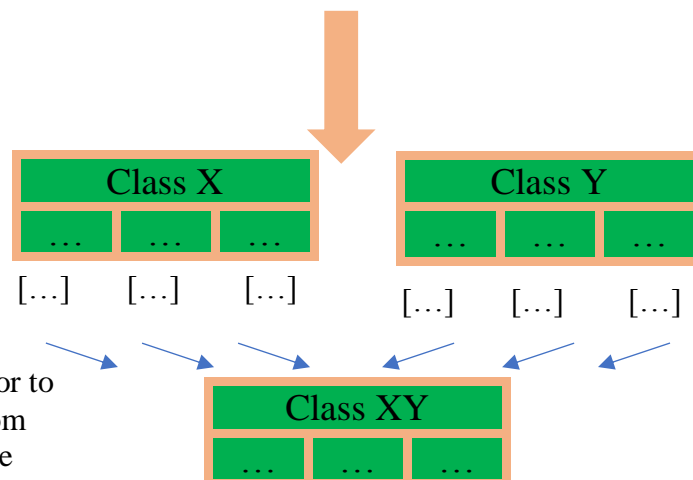 Class X
Class Y
… … …
… … …
[…] […] […]
[…] […] […]
or to
om
e
Class XY
… … …